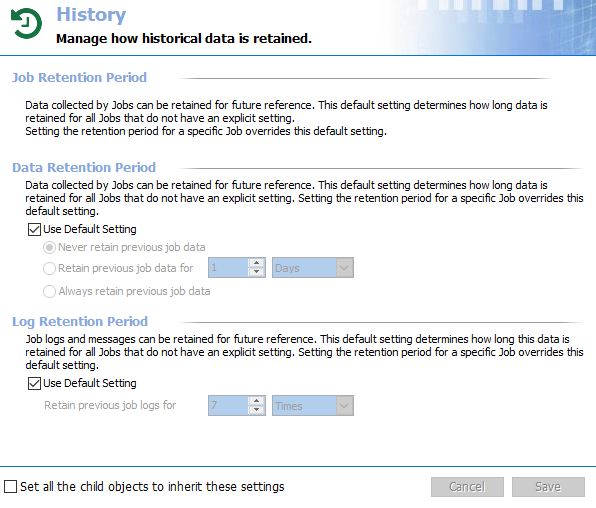 History
Manage how historical data is retained.
Job Retention Period
Data collected by Jobs can be retained for future reference. This default setting determines how long data is
retained for all Jobs that do not have an explicit setting.
Setting the retention period for a specific Job overrides this default setting.
Data Retention Period
Data collected by Jobs can be retained for future reference. This default setting determines how long data is
retained for all Jobs that do not have an explicit setting. Setting the retention period for a specific Job overrides this
default setting.
Use Default Setting
Never retain previous job data
Retain previous job data for 1 Days
Always retain previous job data
Log Retention Period
Job logs and messages can be retained for future reference. This default setting determines how long this data is
retained for all Jobs that do not have an explicit setting. Setting the retention period for a specific Job overrides this
default setting.
Use Default Setting
Retain previous job logs for 7 Times
Set all the child objects to inherit these settings Cancel Save